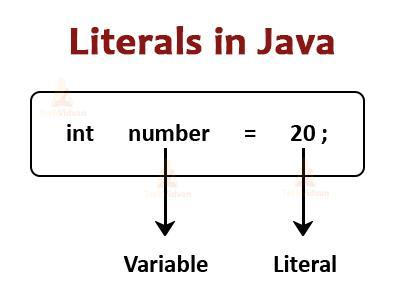 Literals in Java
int number = 20 ;
Variable Literal